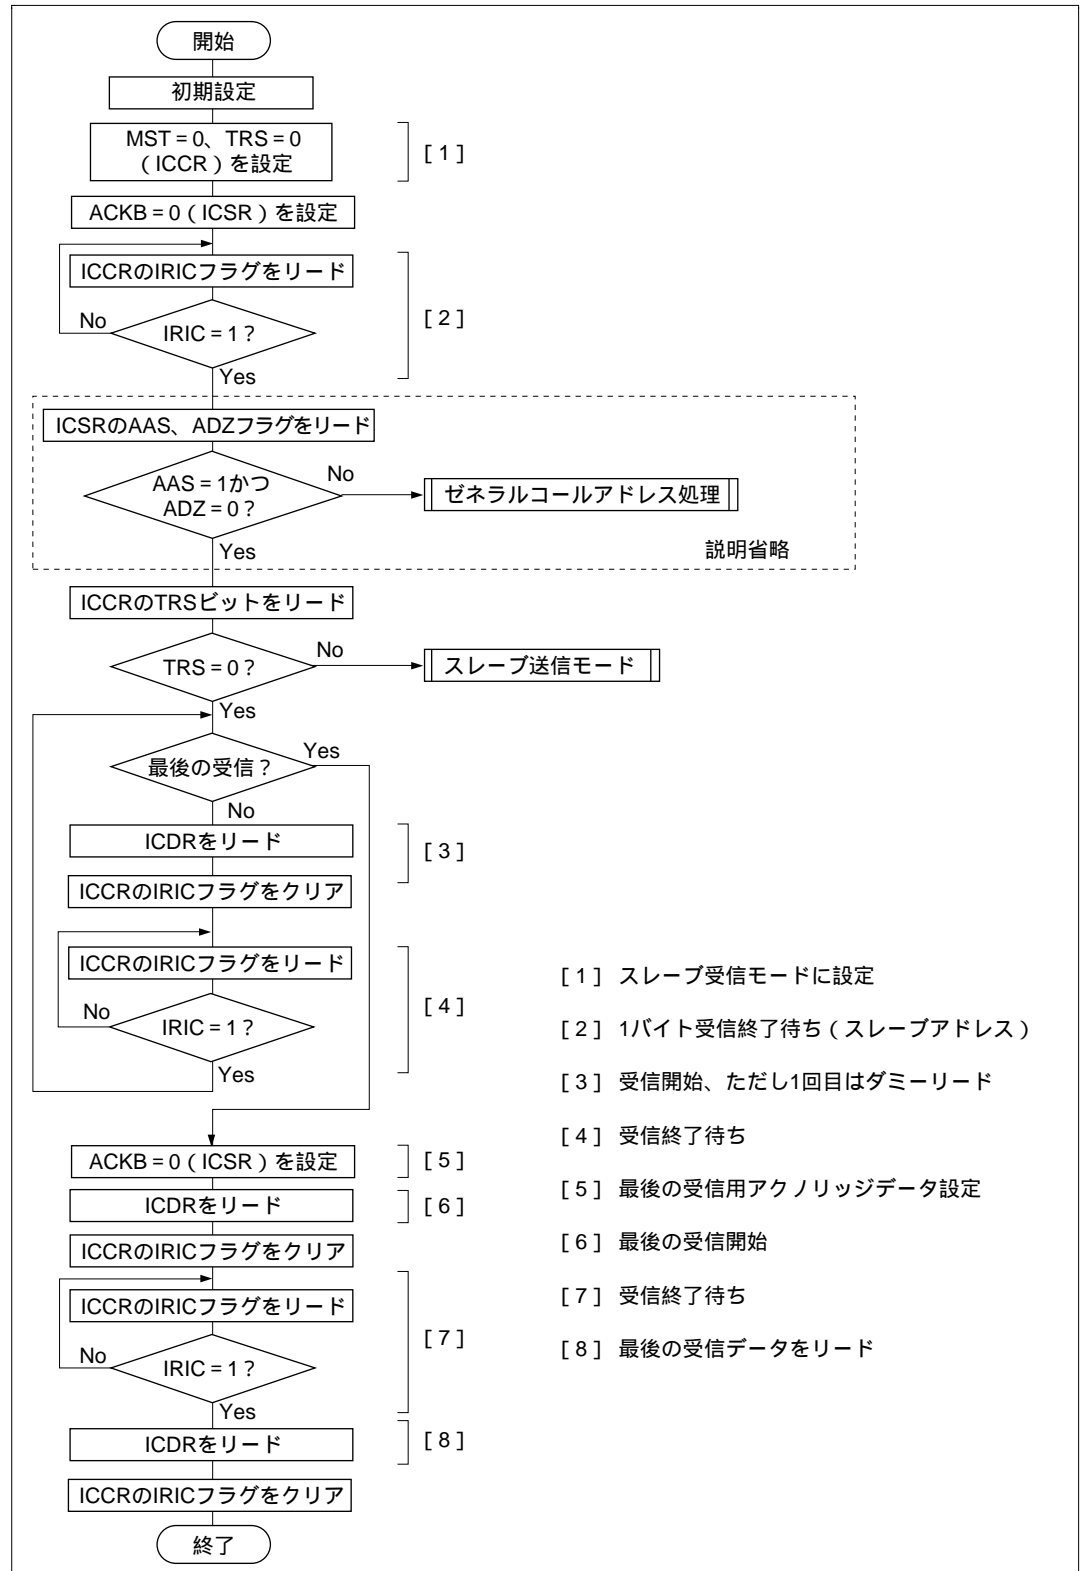 開始
初期設定
MST = 0、TRS = 0
（ICCR）を設定
[ 1 ]
ACKB = 0（ICSR）を設定
ICCRのIRICフラグをリード
No
IRIC = 1？
[ 2 ]
Yes
ICSRのAAS、ADZフラグをリード
AAS = 1かつ
ADZ = 0？
No
ゼネラルコールアドレス処理
Yes
説明省略
ICCRのTRSビットをリード
TRS = 0？
No
スレーブ送信モード
Yes
最後の受信？
Yes
No
ICDRをリード
[ 3 ]
ICCRのIRICフラグをクリア
ICCRのIRICフラグをリード
No
IRIC = 1？
[ 4 ]
Yes
ACKB = 0（ICSR）を設定
[ 5 ]
ICDRをリード
[ 6 ]
ICCRのIRICフラグをクリア
ICCRのIRICフラグをリード
No
IRIC = 1？
[ 7 ]
Yes
ICDRをリード
[ 8 ]
ICCRのIRICフラグをクリア
終了
[ 1 ] スレーブ受信モードに設定
[ 2 ] 1バイト受信終了待ち（スレーブアドレス）
[ 3 ] 受信開始、ただし1回目はダミーリード
[ 4 ] 受信終了待ち
[ 5 ] 最後の受信用アクノリッジデータ設定
[ 6 ] 最後の受信開始
[ 7 ] 受信終了待ち
[ 8 ] 最後の受信データをリード